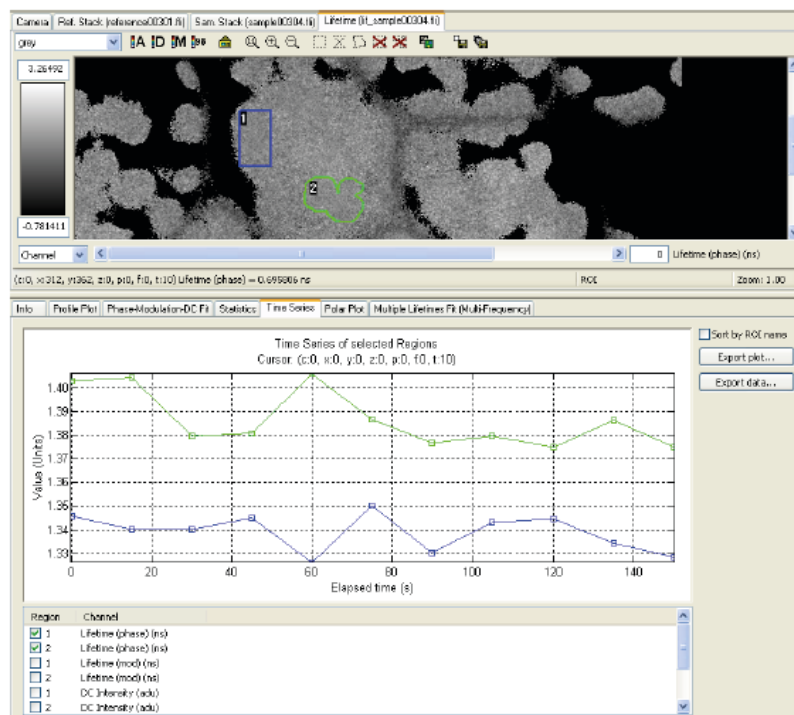 Camera Ref. Stack (reference00301.fli) Sam. Stack (sample00304.fli) Lifetime (lit_sample00304.fli)
gray A D M
3.26492
1
2
-0.781411
Channel 0 Lifetime (phase) (ns)
(c:0, x:312, y:362, z:0, p:0, f:0, t:10) Lifetime (phase) = 0.695806 ns ROI Zoom: 1.00
Info Profile Plot Phase-Modulation-DC Fit Statistics Time Series Polar Plot Multiple Lifetimes Fit (Multi-Frequency)
Time Series of selected Regions
Cursor: (c:0, x:0, y:0, z:0, p:0, f:0, t:10)
Sort by ROI name
Export plot...
Export data...
1.40
1.39
1.38
1.37
1.36
1.35
1.34
1.33
Value (Units)
0 20 40 60 80 100 120 140
Elapsed time (s)
Region Channel
1 Lifetime (phase) (ns)
2 Lifetime (phase) (ns)
1 Lifetime (mod) (ns)
2 Lifetime (mod) (ns)
1 DC Intensity (adu)
2 DC Intensity (adu)